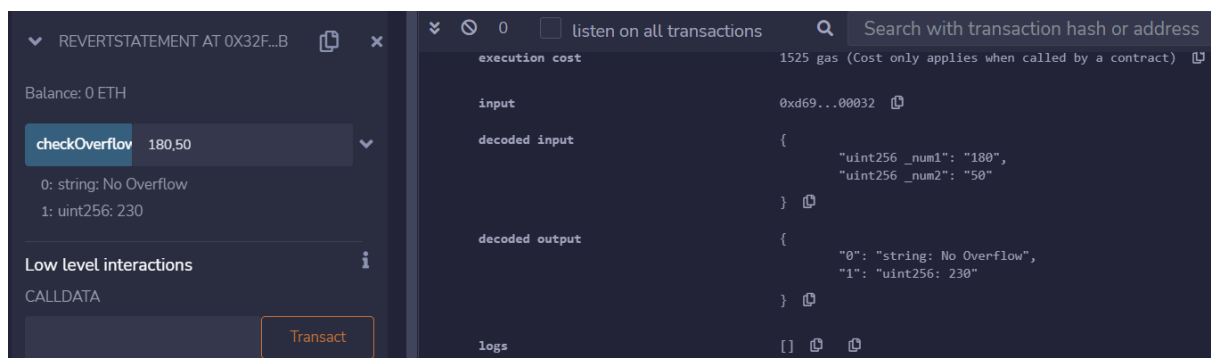 REVERTSTATEMENT AT 0X32F...B
Balance: 0 ETH
checkOverflow 180,50
0: string: No Overflow
1: uint256: 230
Low level interactions
CALLDATA
Transact
0 listen on all transactions Search with transaction hash or address
execution cost 1525 gas (Cost only applies when called by a contract)
input 0xd69...00032
decoded input {
"uint256 _num1": "180",
"uint256 _num2": "50"
}
decoded output {
"0": "string: No Overflow",
"1": "uint256: 230"
}
logs []